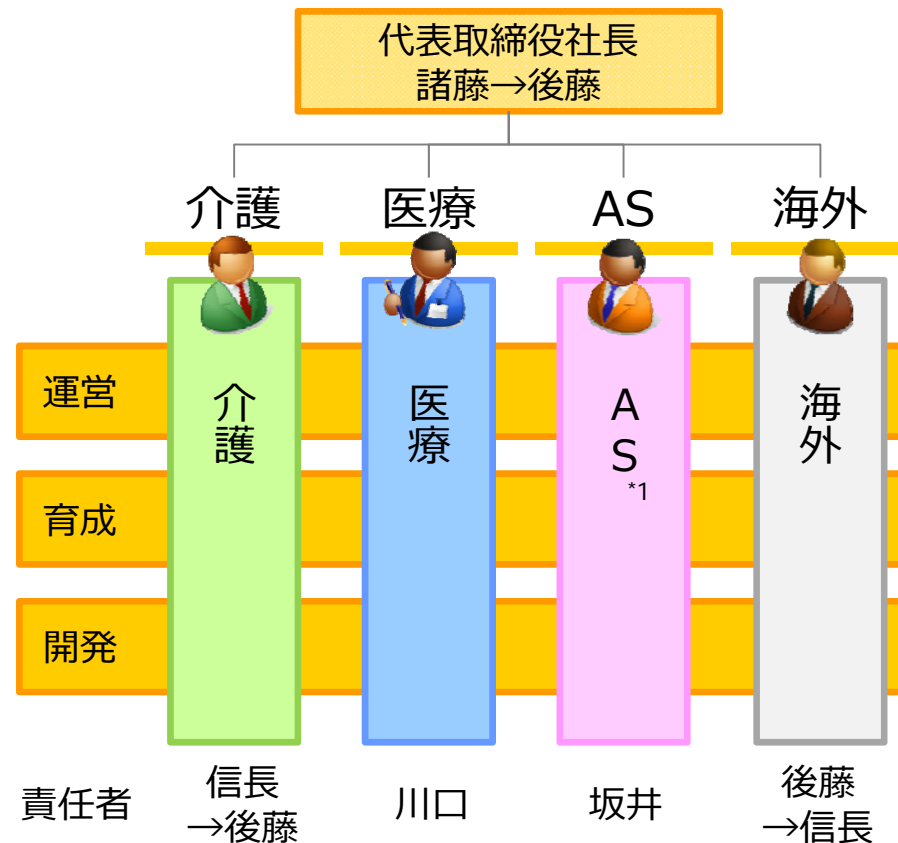 代表取締役社長
諸藤→後藤
介護
医療
AS
海外
運営
育成
開発
介護
医療
AS
*1
海外
責任者
信長
→後藤
川口
坂井
後藤
→信長